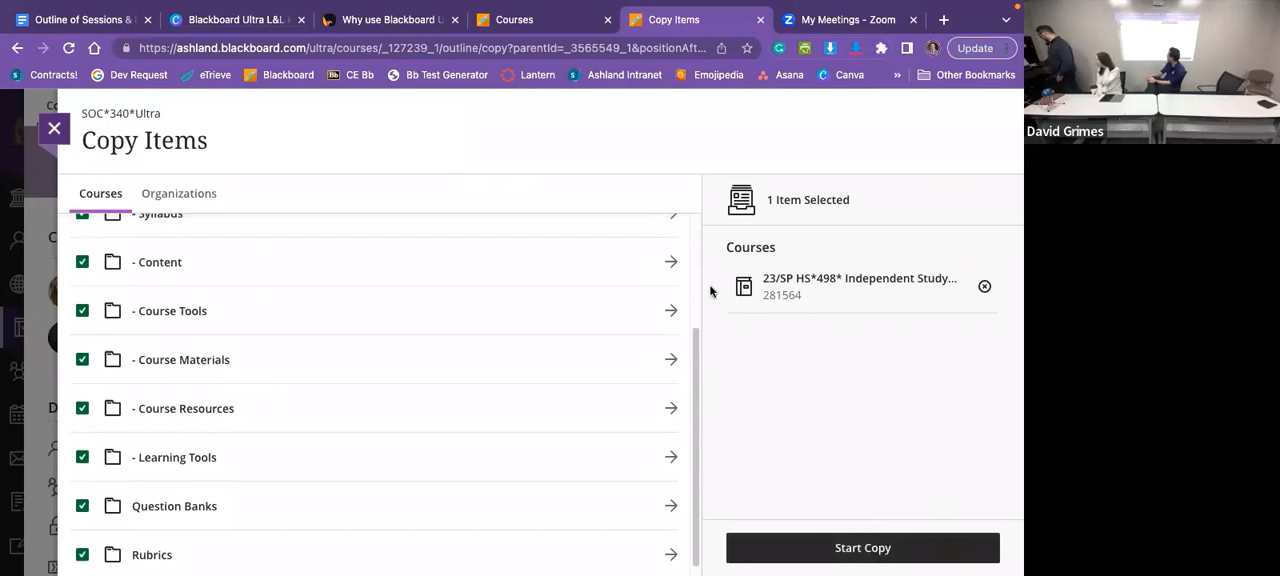 Outline of Sessions &
Blackboard Ultra L&L
Why use Blackboard U
Courses
Copy Items
My Meetings - Zoom
https://ashland.blackboard.com/ultra/courses/_127239_1/outline/copy?parentId=_3565549_1&positionAft...
Update
Contracts!
Dev Request
eTrieve
Blackboard
CE Bb
Bb Test Generator
Lantern
Ashland Intranet
Emojipedia
Asana
Canva
»
Other Bookmarks
SOC*340*Ultra
Copy Items
Courses
Organizations
- Syllabus
- Content
- Course Tools
- Course Materials
- Course Resources
- Learning Tools
Question Banks
Rubrics
1 Item Selected
Courses
23/SP HS*498* Independent Study...
281564
Start Copy
David Grimes